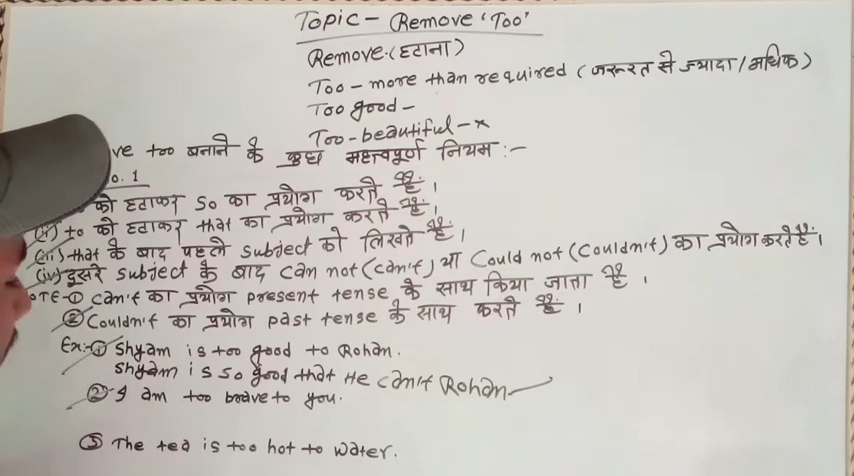 Topic - Remove 'Too'
Remove (हटाना)
Too - more than required (जरूरत से ज्यादा / अधिक)
Too good -
Too - beautiful - x
ve too बनाने के कुछ महत्त्वपूर्ण नियम :-
o. 1
को हटाकर so का प्रयोग करते हैं।
(ii) to को हटाकर that का प्रयोग करते हैं।
(iii) that के बाद पहले subject को लिखते हैं।
(iv) दूसरे subject के बाद can not (can't) या Could not (Couldn't) का प्रयोग करते हैं।
OTE - ① can't का प्रयोग present tense के साथ किया जाता है।
② Couldn't का प्रयोग past tense के साथ करते हैं।
Ex:- ① Shyam is too good to Rohan.
Shyam is so good that He can't Rohan
② I am too brave to you.
③ The tea is too hot to water.